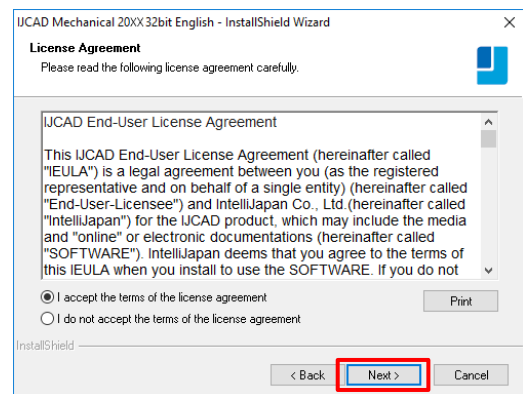 IJCAD Mechanical 20XX 32bit English - InstallShield Wizard
License Agreement
Please read the following license agreement carefully.
IJCAD End-User License Agreement
This IJCAD End-User License Agreement (hereinafter called
"IEULA") is a legal agreement between you (as the registered
representative and on behalf of a single entity) (hereinafter called
"End-User-Licensee") and IntelliJapan Co., Ltd.(hereinafter called
"IntelliJapan") for the IJCAD product, which may include the media
and "online" or electronic documentations (hereinafter called
"SOFTWARE"). IntelliJapan deems that you agree to the terms of
this IEULA when you install to use the SOFTWARE. If you do not
I accept the terms of the license agreement
Print
I do not accept the terms of the license agreement
InstallShield
< Back
Next >
Cancel